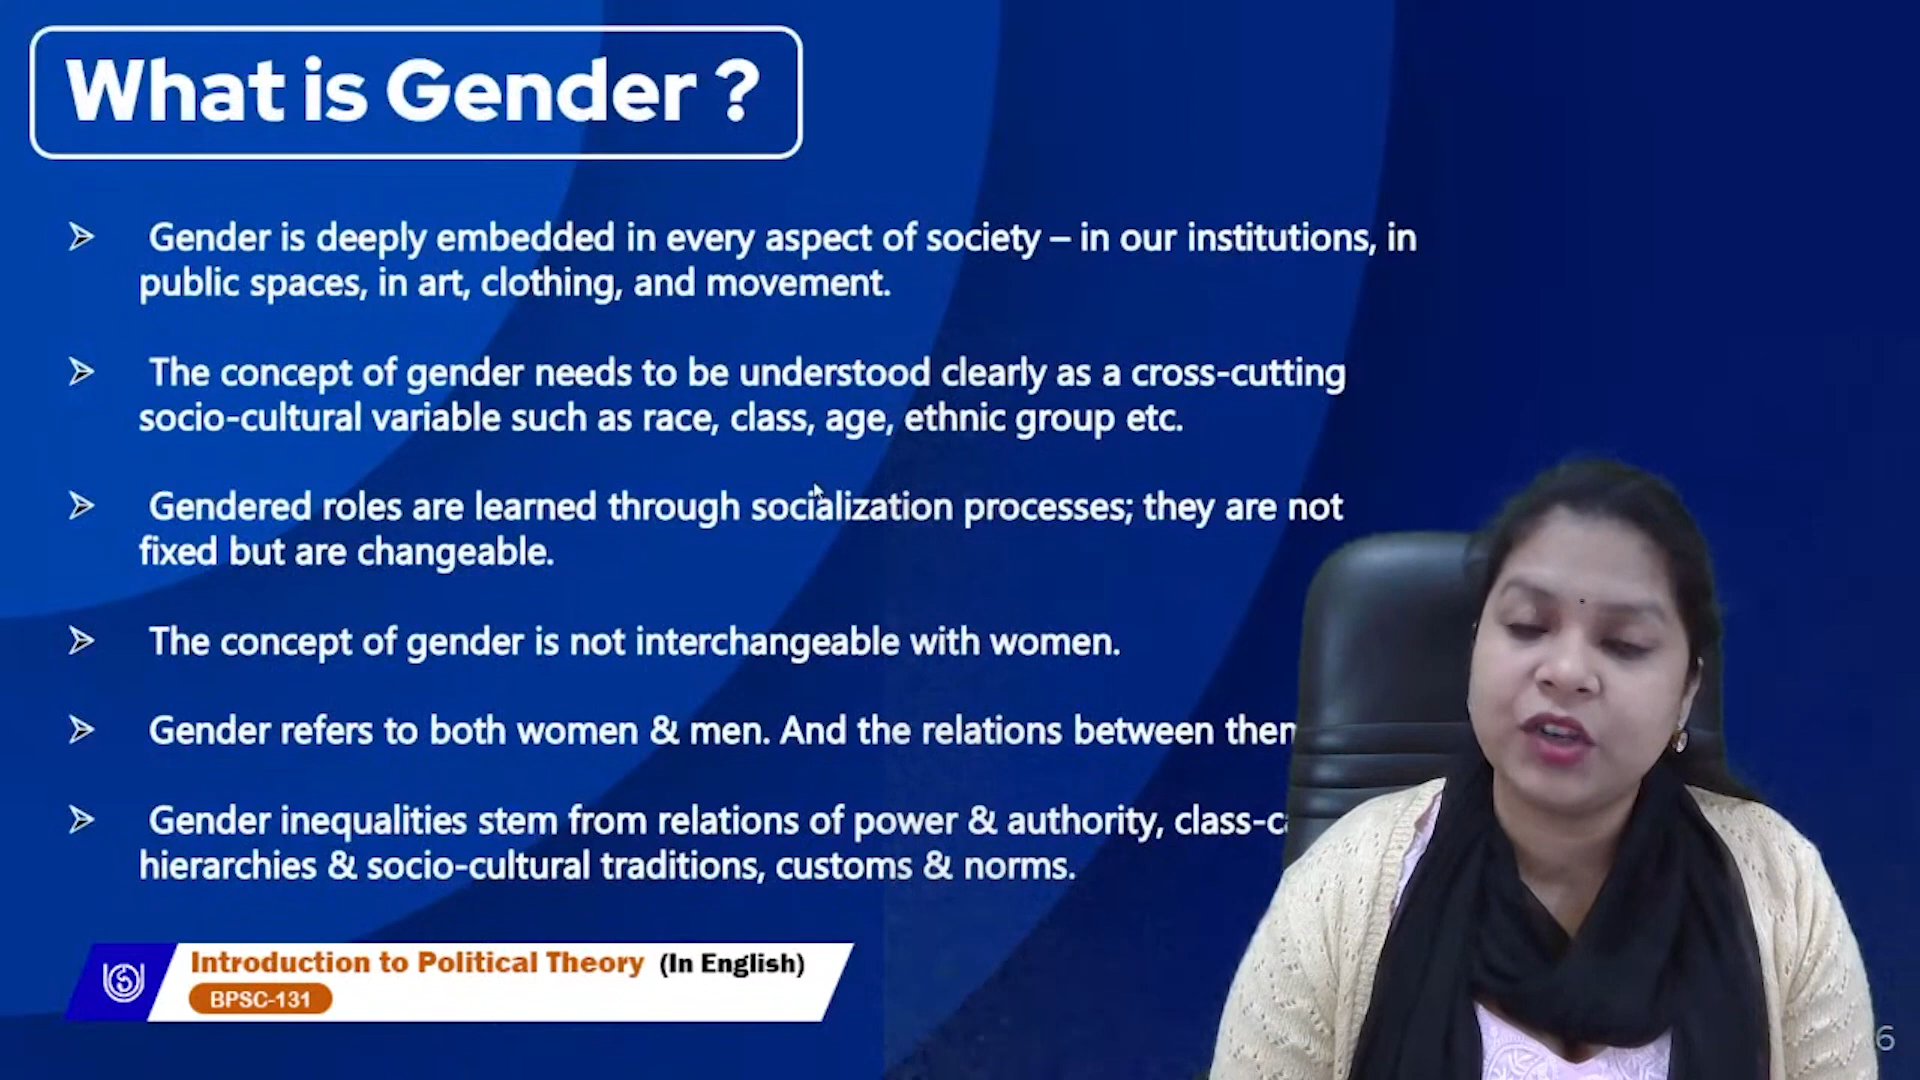 What is Gender ?
➢ Gender is deeply embedded in every aspect of society – in our institutions, in
public spaces, in art, clothing, and movement.
➢ The concept of gender needs to be understood clearly as a cross-cutting
socio-cultural variable such as race, class, age, ethnic group etc.
➢ Gendered roles are learned through socialization processes; they are not
fixed but are changeable.
➢ The concept of gender is not interchangeable with women.
➢ Gender refers to both women & men. And the relations between
➢ Gender inequalities stem from relations of power & authority,
hierarchies & socio-cultural traditions, customs & norms.
Introduction to Political Theory (In English)
BPSC-131
6